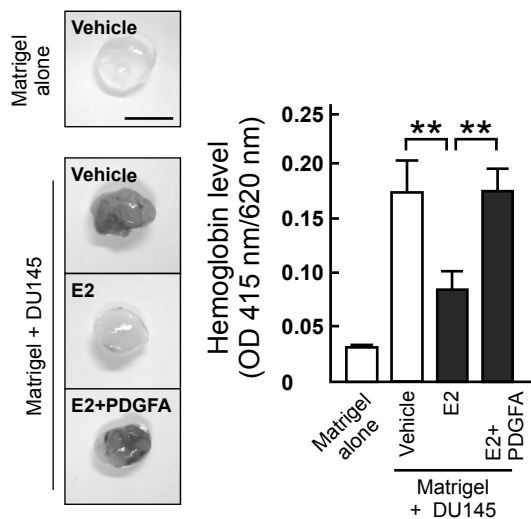 Matrigel
alone
Vehicle
Matrigel + DU145
Vehicle
E2
E2+PDGFA
Hemoglobin level
(OD 415 nm/620 nm)
0.25
0.20
0.15
0.10
0.05
0
**
**
Matrigel
alone
Vehicle
E2
E2+
PDGFA
Matrigel
+ DU145